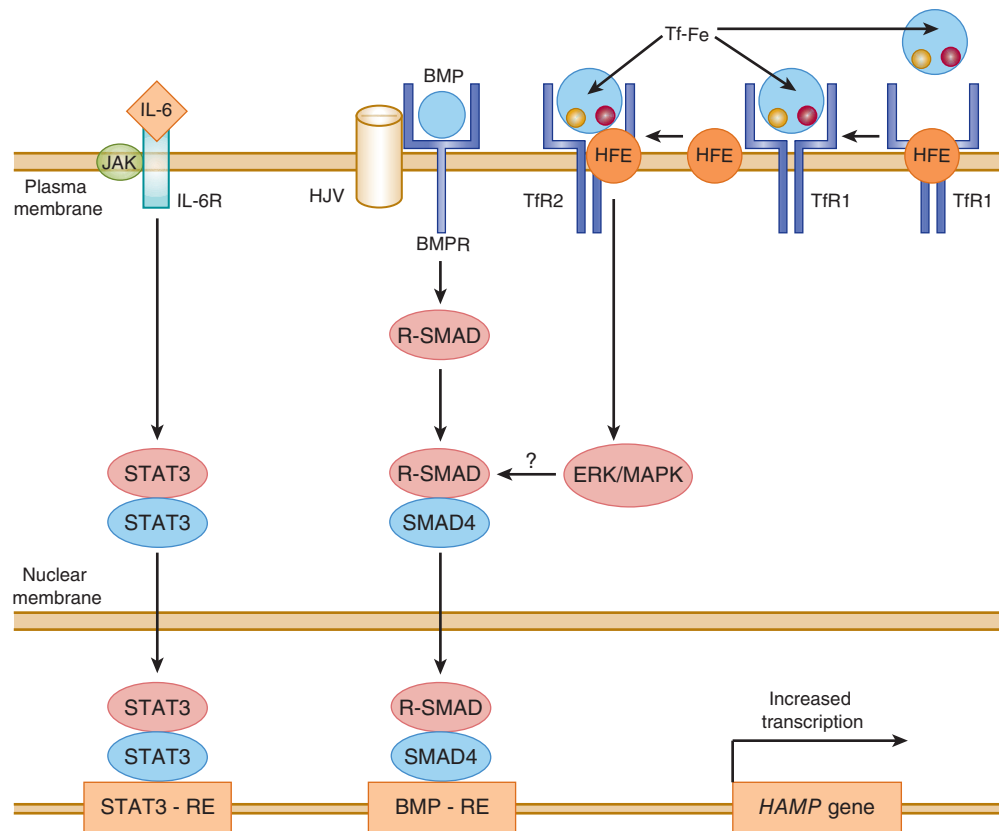 Tf-Fe
BMP
IL-6
JAK
HFE
HFE
HFE
Plasma
membrane
IL-6R
HJV
TfR2
TfR1
TfR1
BMPR
R-SMAD
STAT3
R-SMAD
?
ERK/MAPK
STAT3
SMAD4
Nuclear
membrane
STAT3
R-SMAD
Increased
transcription
STAT3
SMAD4
STAT3 - RE
BMP - RE
HAMP gene